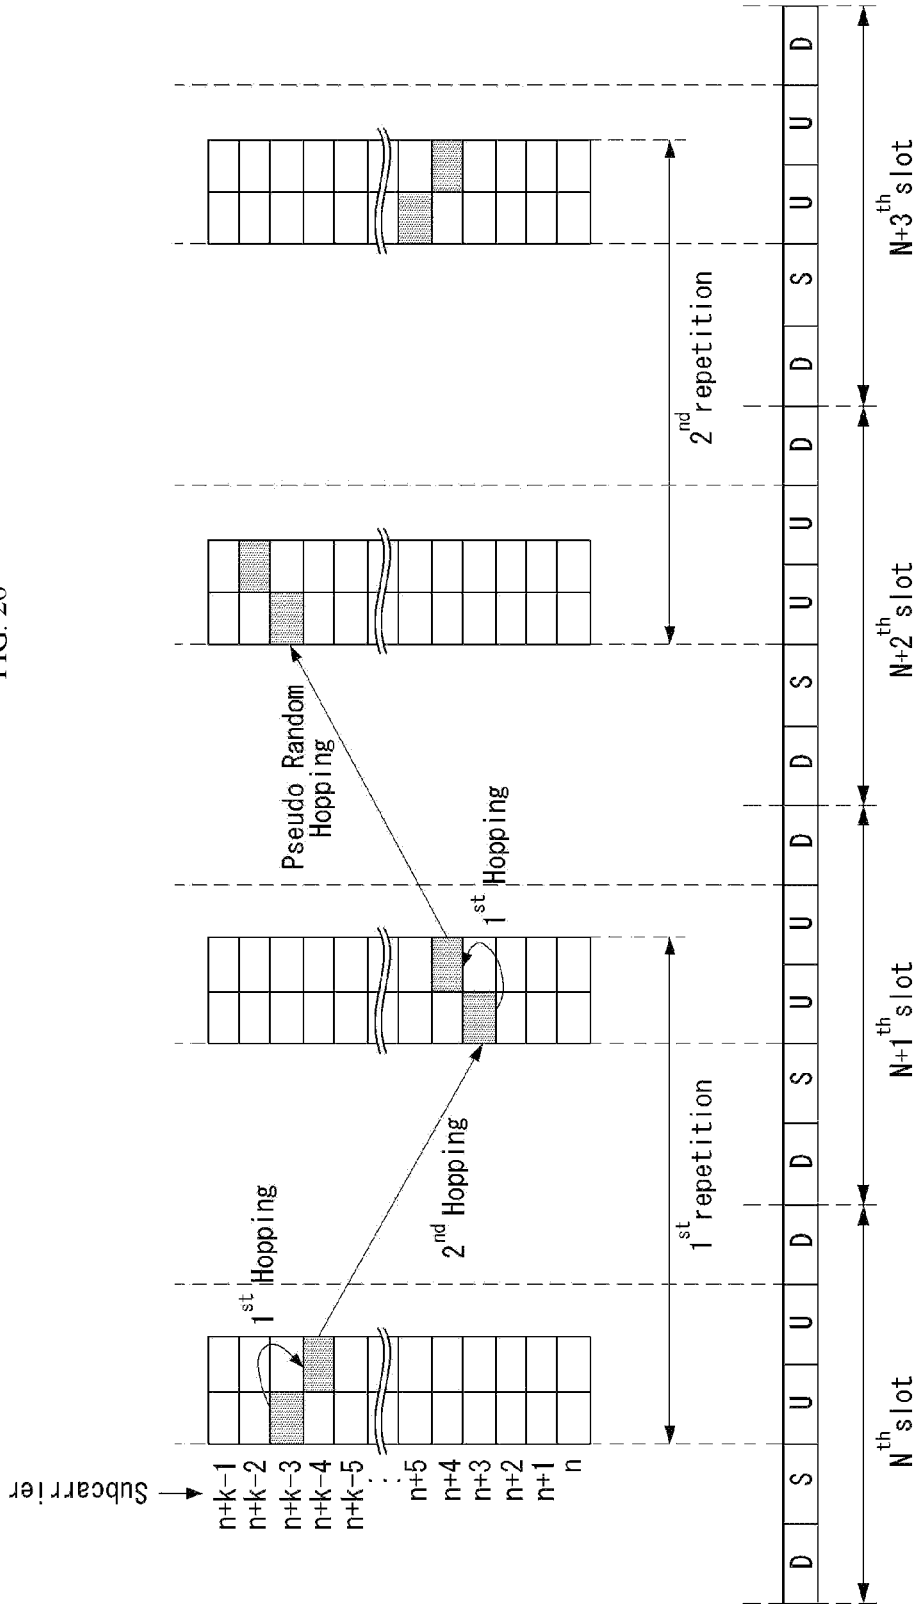 FIG. 20
Subcarrier
n+k-1
n+k-2
n+k-3
n+k-4
n+k-5
⋮
n+5
n+4
n+3
n+2
n+1
n
1st Hopping
2nd Hopping
1st Hopping
Pseudo Random
Hopping
1st repetition
2nd repetition
D S U U D D S U U D D S U U D D S U U D
Nth slot
N+1th slot
N+2th slot
N+3th slot